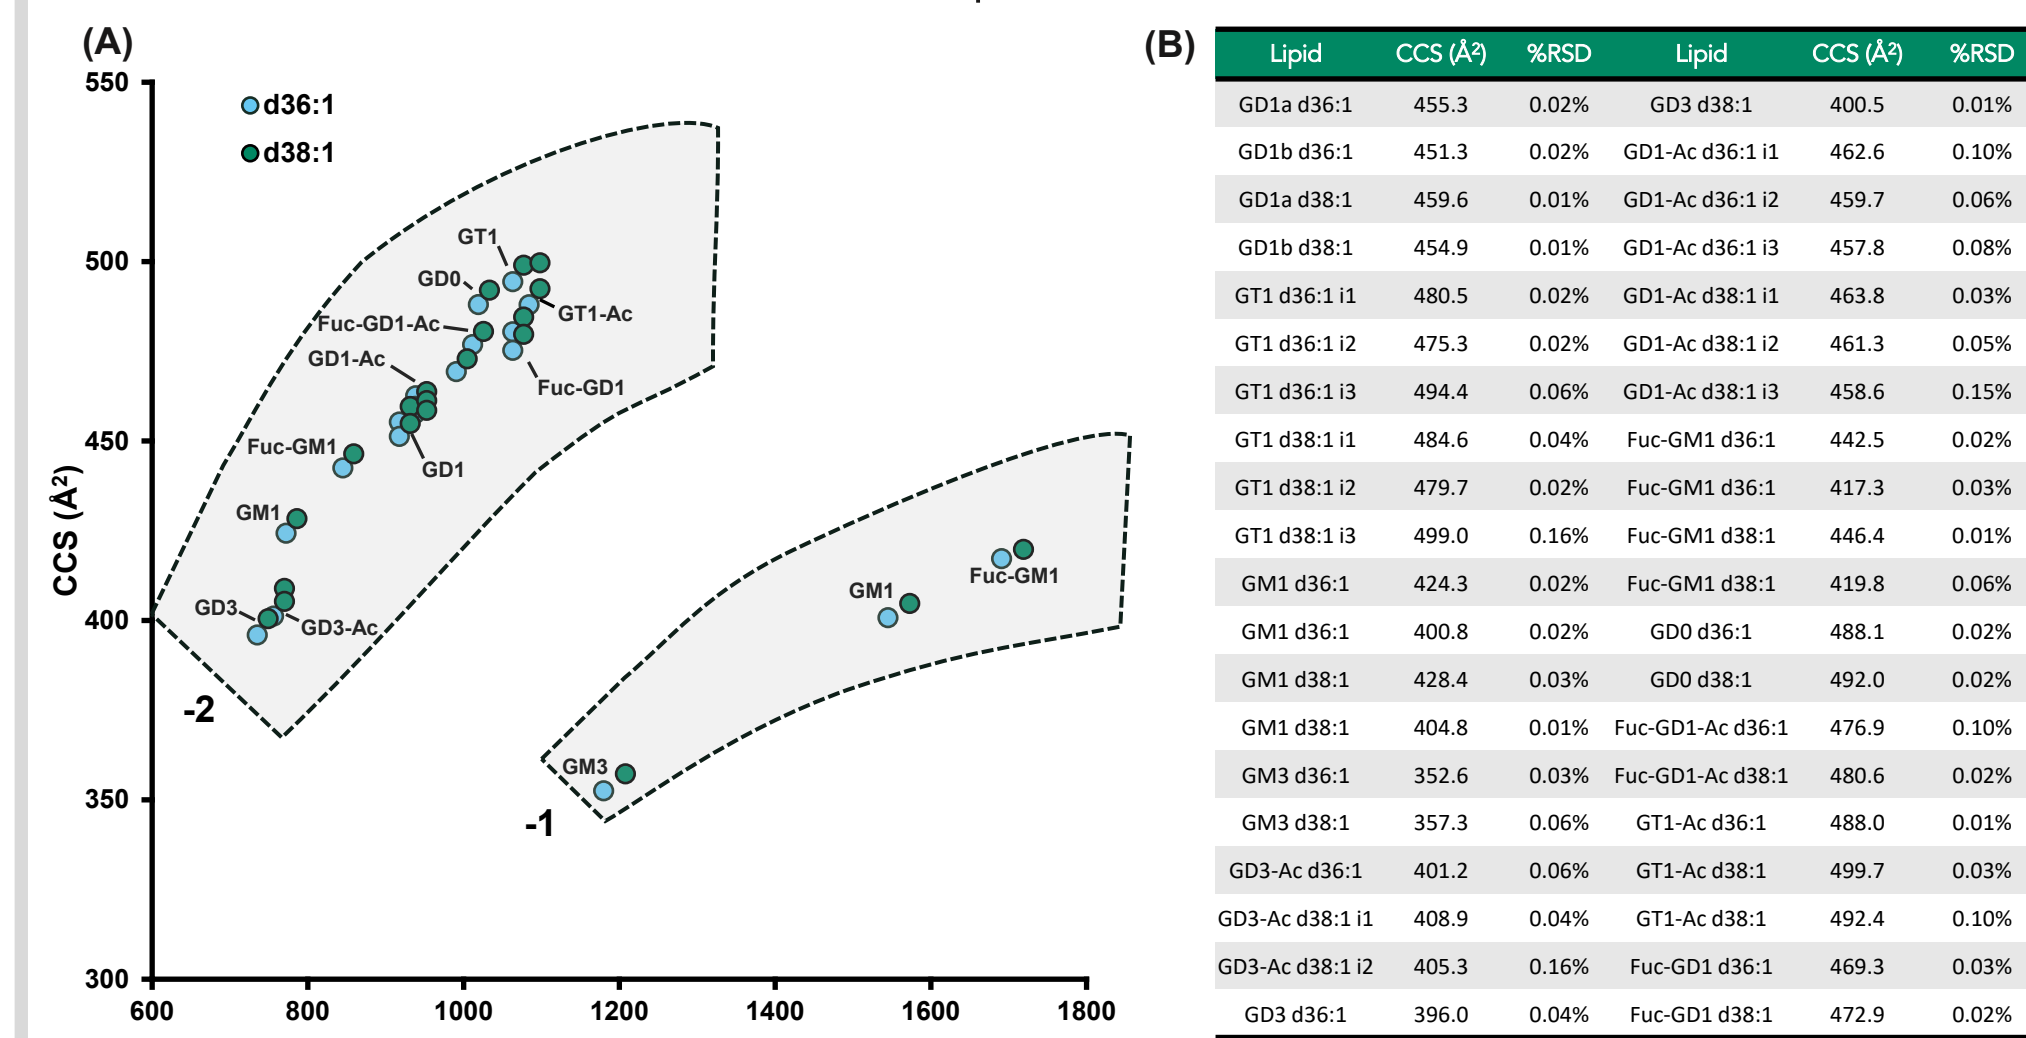 (A)
550
500
450
400
350
300
CCS (Å²)
d36:1
d38:1
GT1
GD0
GT1-Ac
Fuc-GD1-Ac
GD1-Ac
Fuc-GD1
Fuc-GM1
GD1
GM1
GD3
GD3-Ac
-2
GM1
Fuc-GM1
GM3
-1
600 800 1000 1200 1400 1600 1800
(B)
Lipid CCS (Å²) %RSD Lipid CCS (Å²) %RSD
GD1a d36:1 455.3 0.02% GD3 d38:1 400.5 0.01%
GD1b d36:1 451.3 0.02% GD1-Ac d36:1 i1 462.6 0.10%
GD1a d38:1 459.6 0.01% GD1-Ac d36:1 i2 459.7 0.06%
GD1b d38:1 454.9 0.01% GD1-Ac d36:1 i3 457.8 0.08%
GT1 d36:1 i1 480.5 0.02% GD1-Ac d38:1 i1 463.8 0.03%
GT1 d36:1 i2 475.3 0.02% GD1-Ac d38:1 i2 461.3 0.05%
GT1 d36:1 i3 494.4 0.06% GD1-Ac d38:1 i3 458.6 0.15%
GT1 d38:1 i1 484.6 0.04% Fuc-GM1 d36:1 442.5 0.02%
GT1 d38:1 i2 479.7 0.02% Fuc-GM1 d36:1 417.3 0.03%
GT1 d38:1 i3 499.0 0.16% Fuc-GM1 d38:1 446.4 0.01%
GM1 d36:1 424.3 0.02% Fuc-GM1 d38:1 419.8 0.06%
GM1 d36:1 400.8 0.02% GD0 d36:1 488.1 0.02%
GM1 d38:1 428.4 0.03% GD0 d38:1 492.0 0.02%
GM1 d38:1 404.8 0.01% Fuc-GD1-Ac d36:1 476.9 0.10%
GM3 d36:1 352.6 0.03% Fuc-GD1-Ac d38:1 480.6 0.02%
GM3 d38:1 357.3 0.06% GT1-Ac d36:1 488.0 0.01%
GD3-Ac d36:1 401.2 0.06% GT1-Ac d38:1 499.7 0.03%
GD3-Ac d38:1 i1 408.9 0.04% GT1-Ac d38:1 492.4 0.10%
GD3-Ac d38:1 i2 405.3 0.16% Fuc-GD1 d36:1 469.3 0.03%
GD3 d36:1 396.0 0.04% Fuc-GD1 d38:1 472.9 0.02%